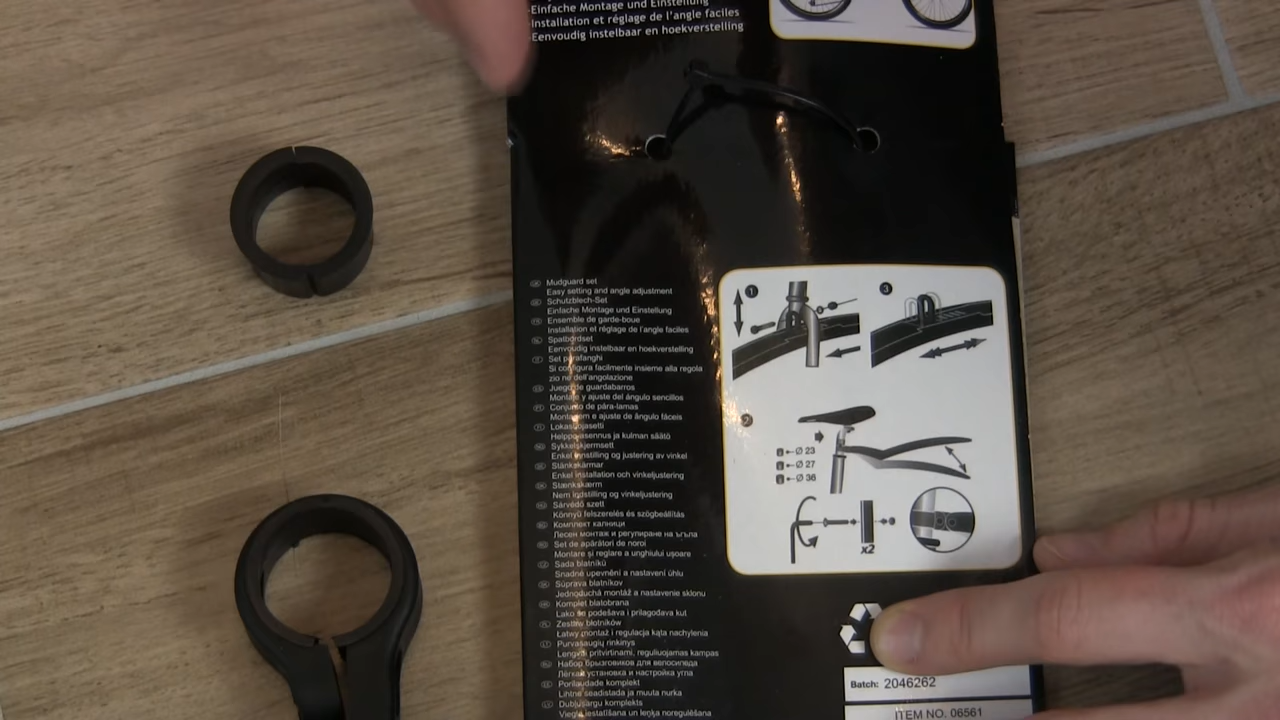 -Einfache Montage und Einstellung
-Installation et réglage de l'angle faciles
-Eenvoudig instelbaar en hoekverstelling
Mudguard set
Easy setting and angle adjustment
Schutzblech-Set
Einfache Montage und Einstellung
Ensemble de garde-boue
Installation et réglage de l'angle faciles
Spatbordset
Eenvoudig instelbaar en hoekverstelling
Set parafanghi
Si configura facilmente insieme alla regola
zio ne dell'angolazione
Juego de guardabarros
Montaje y ajuste del ángulo sencillos
Conjunto de pára-lamas
Montagem e ajuste de ângulo fáceis
Lokasuojasetti
Helppo asennus ja kulman säätö
Sykkelskjermsett
Enkel innstilling og justering av vinkel
Stänkskärmar
Enkel installation och vinkeljustering
Stænkskærm
Nem indstilling og vinkeljustering
Sárvédő szett
Könnyű felszerelés és szögbeállítás
Комплект калници
Лесен монтаж и регулиране на ъгъла
Set de apărători de noroi
Montare și reglare a unghiului ușoare
Sada blatníků
Snadné upevnění a nastavení úhlu
Súprava blatníkov
Jednoduchá montáž a nastavenie sklonu
Komplet blatobrana
Lako se podešava i prilagođava kut
Zestaw błotników
Łatwy montaż i regulacja kąta nachylenia
Purvasaugių rinkinys
Lengvai pritvirtinami, reguliuojamas kampas
Набор брызговиков для велосипеда
Лёгкая установка и настройка угла
Porilaudade komplekt
Lihtne seadistada ja muuta nurka
Dubļusargu komplekts
Viegli iestatīšana un leņķa noregulēšana
1
3
2
Ø 23
Ø 27
Ø 36
x2
Batch: 2046262
ITEM NO. 06561